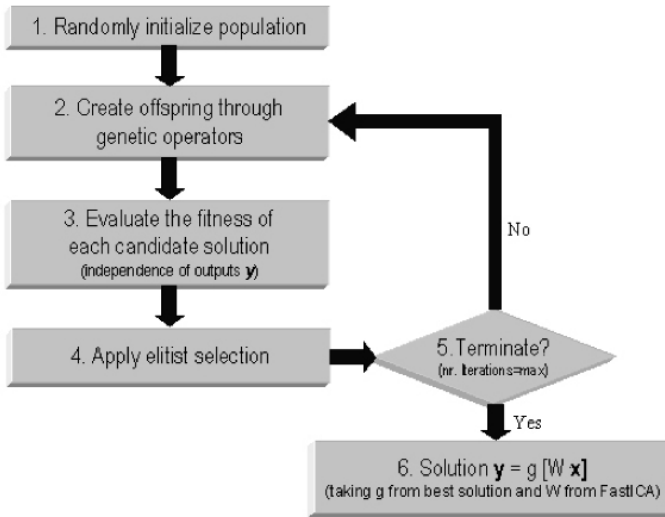 1. Randomly initialize population
2. Create offspring through
genetic operators
3. Evaluate the fitness of
each candidate solution
(independence of outputs y)
No
4. Apply elitist selection
5.Terminate?
(nr. Iterions=max)
Yes
6. Solution y = g [W x]
(taking g from best solution and W from FastICA)